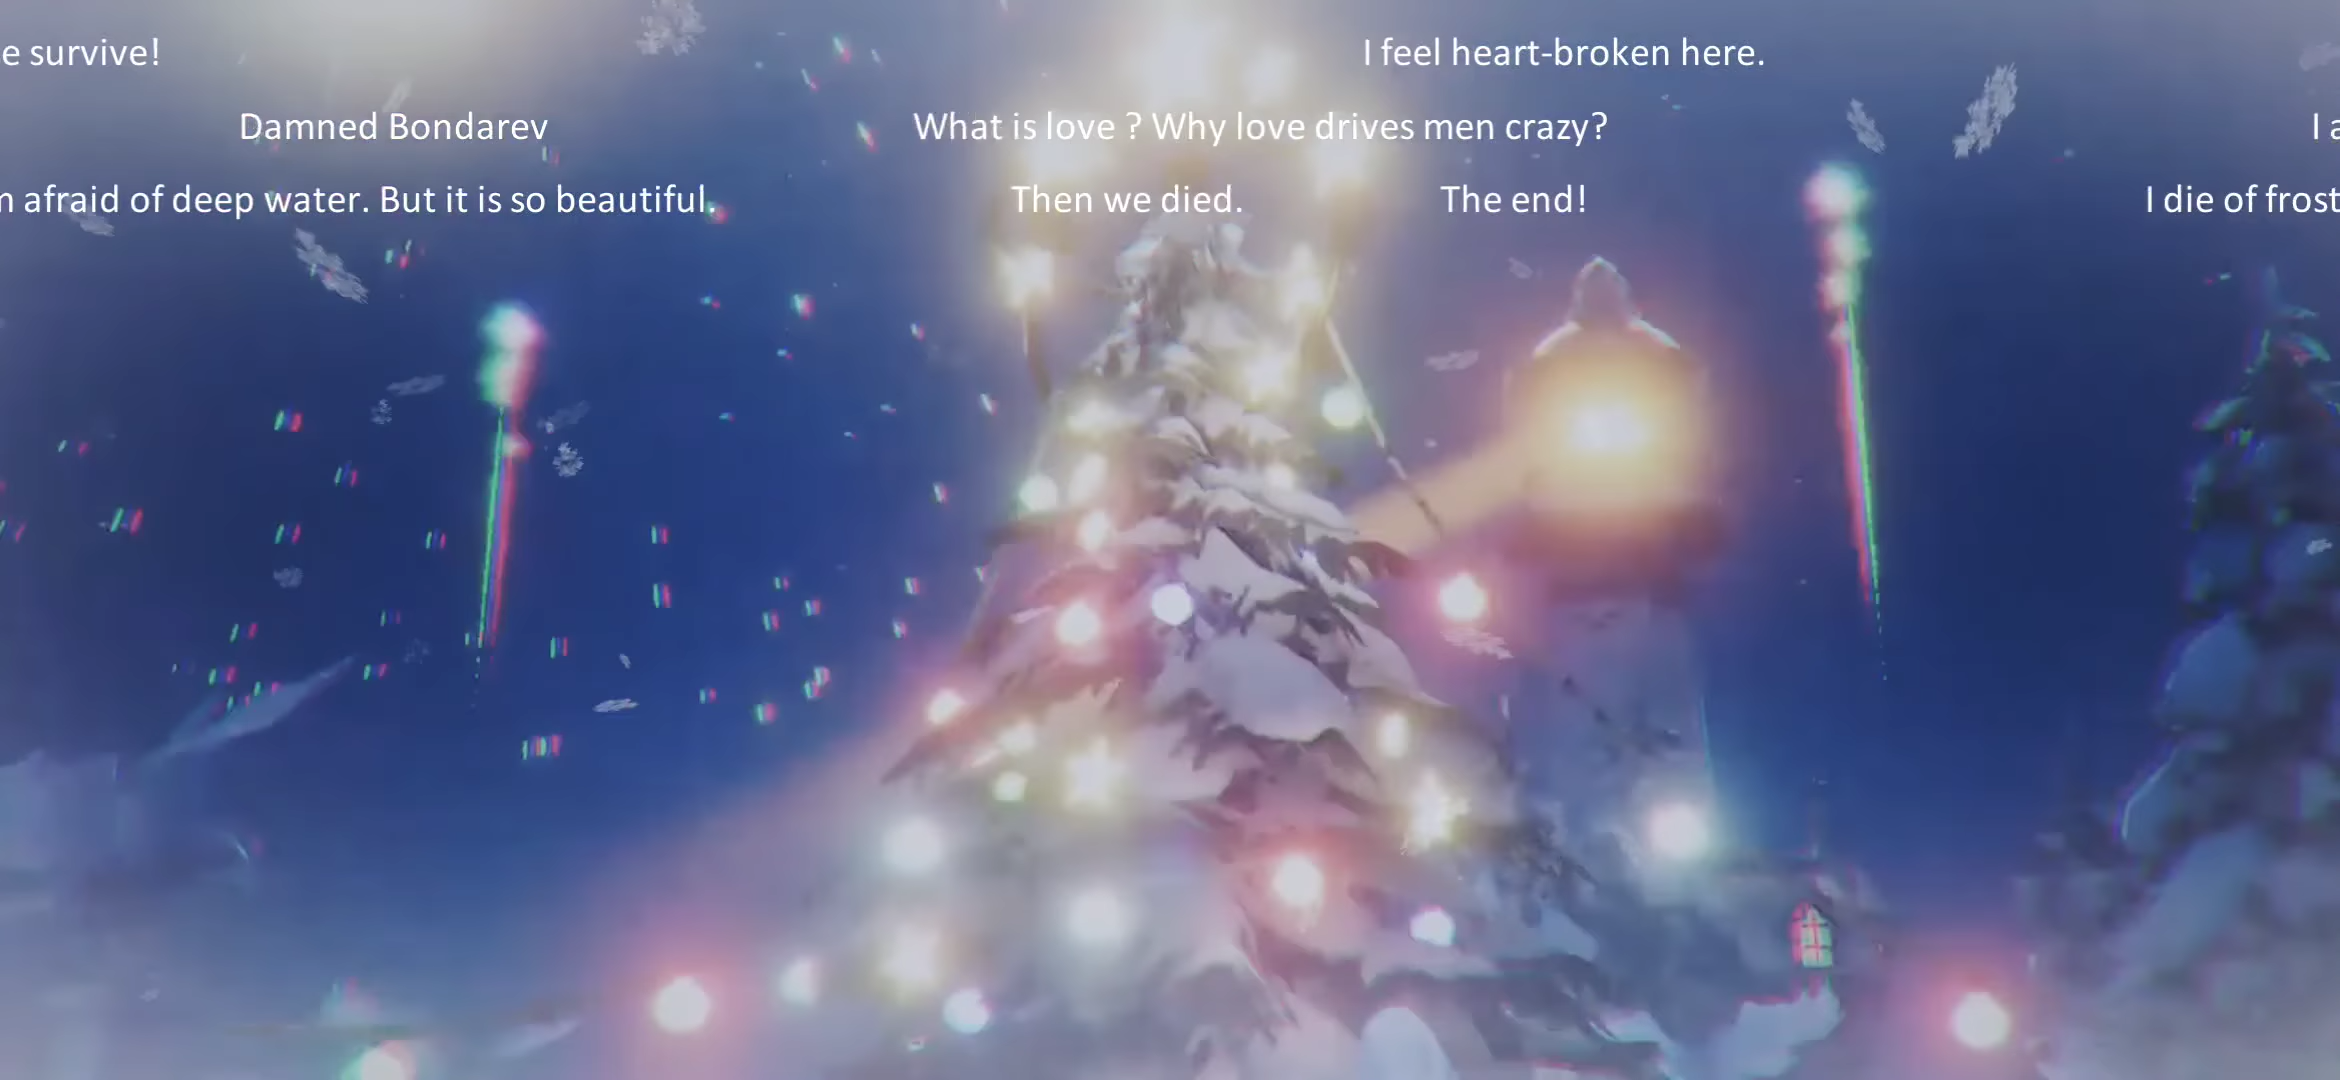 e survive! I feel heart-broken here.
Damned Bondarev What is love ? Why love drives men crazy? I a
m afraid of deep water. But it is so beautiful. Then we died. The end! I die of frost